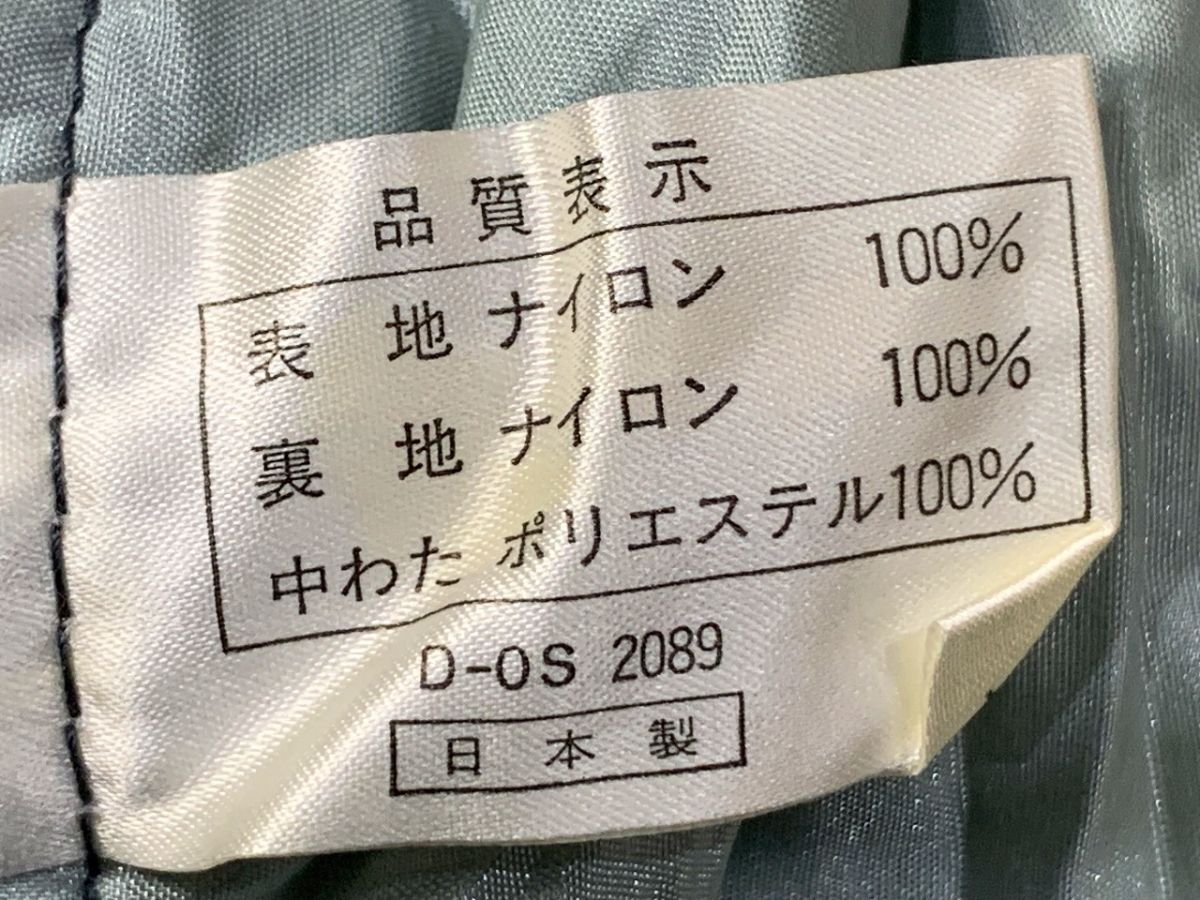 品質表示
表 地 ナイロン 100%
裏 地 ナイロン 100%
中わた ポリエステル100%
D-OS 2089
日本製